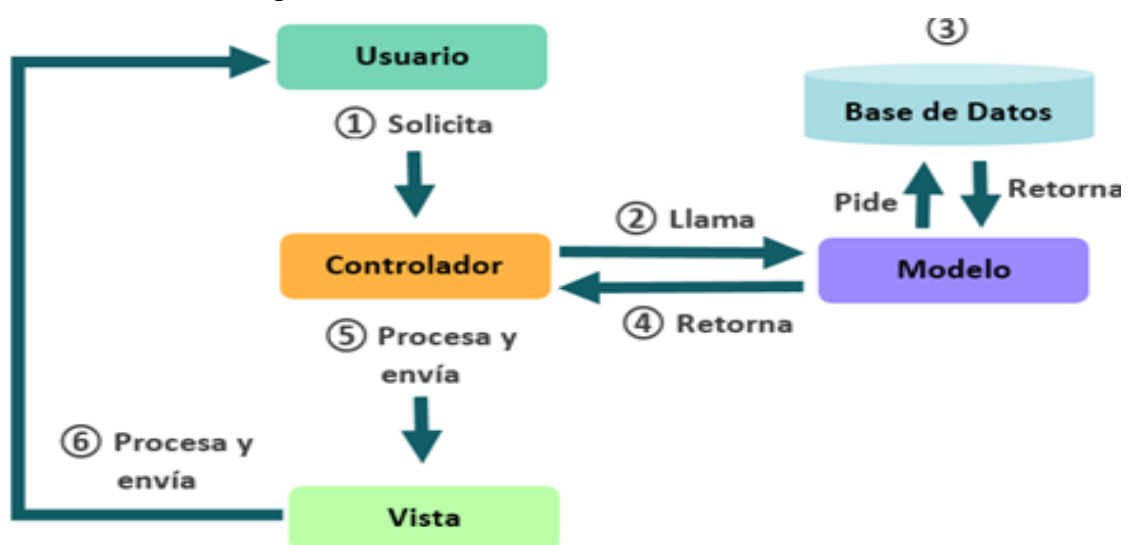 ③
Usuario
Base de Datos
① Solicita
Pide
Retorna
② Llama
Controlador
Modelo
④ Retorna
⑤ Procesa y
envía
⑥ Procesa y
envía
Vista